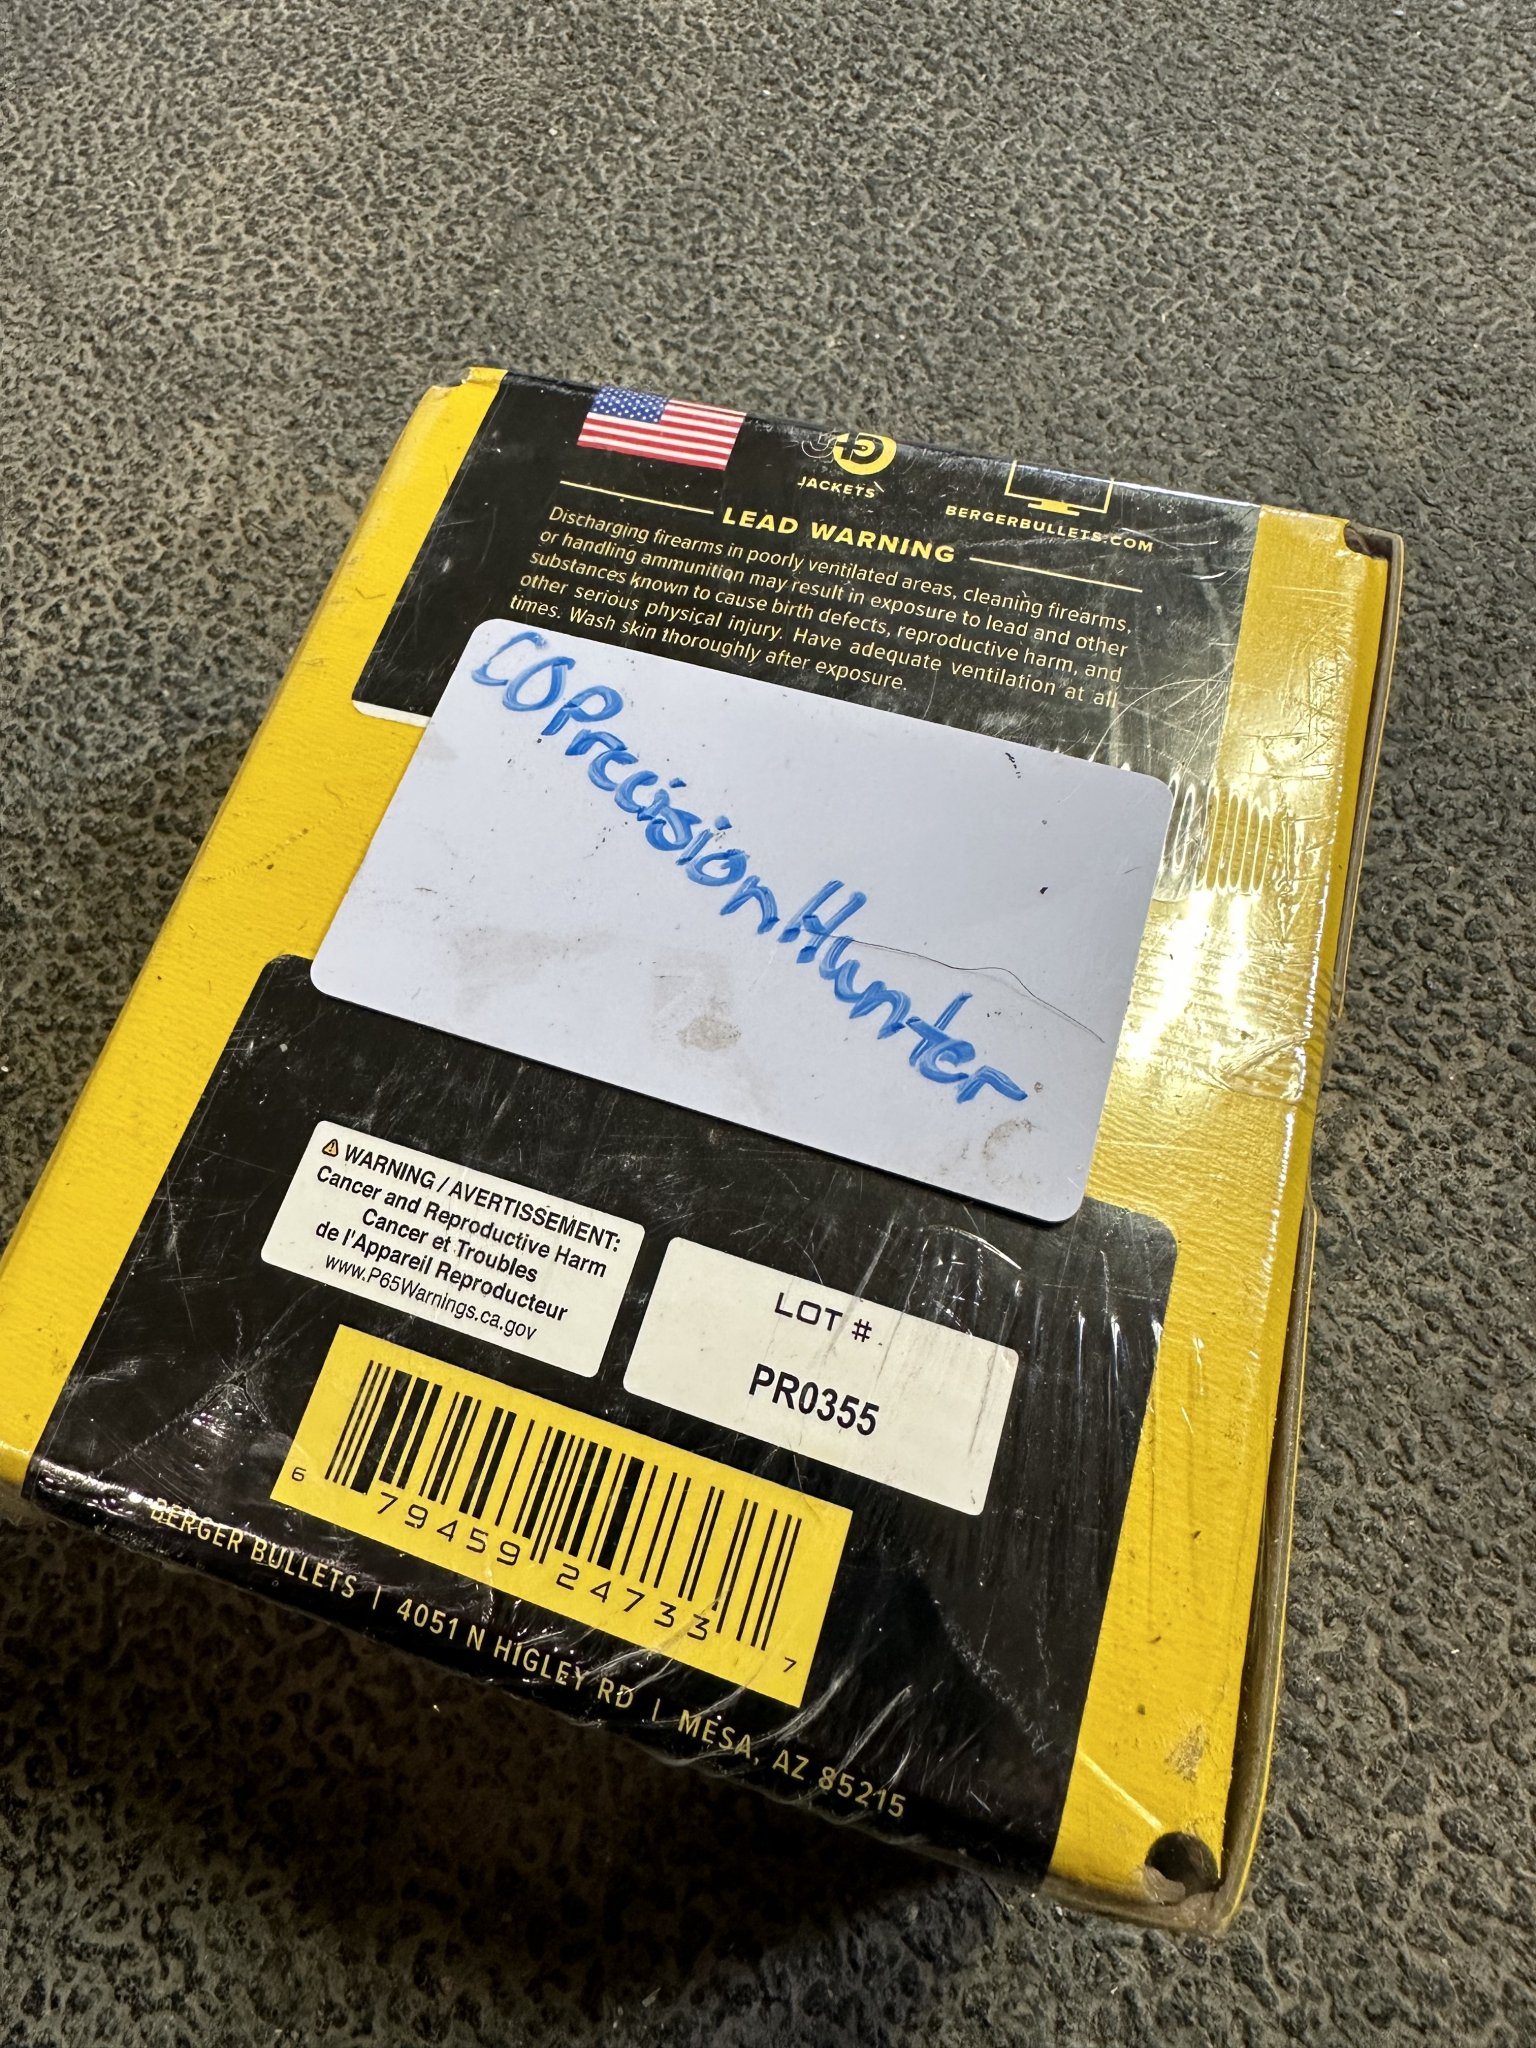 JACKETS
BERGERBULLETS.COM
LEAD WARNING
Discharging firearms in poorly ventilated areas, cleaning firearms,
or handling ammunition may result in exposure to lead and other
substances known to cause birth defects, reproductive harm, and
other serious physical injury. Have adequate ventilation at all
times. Wash skin thoroughly after exposure.
COPrecisionHunter
⚠ WARNING / AVERTISSEMENT:
Cancer and Reproductive Harm
Cancer et Troubles
de l'Appareil Reproducteur
www.P65Warnings.ca.gov
LOT #
PR0355
6 79459 24733 7
BERGER BULLETS | 4051 N HIGLEY RD | MESA, AZ 85215